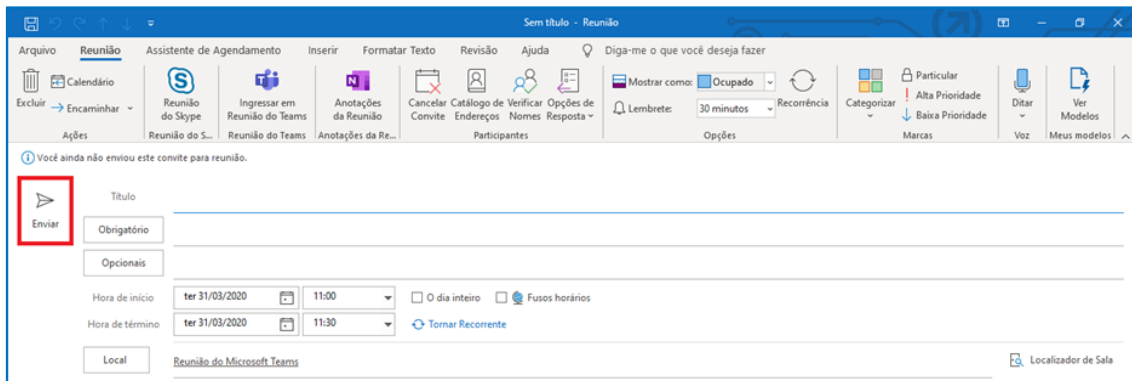 Sem título - Reunião
Arquivo Reunião Assistente de Agendamento Inserir Formatar Texto Revisão Ajuda Diga-me o que você deseja fazer
Excluir
Calendário
Encaminhar
Ações
Reunião do Skype
Reunião do S...
Ingressar em Reunião do Teams
Reunião do Teams
Anotações da Reunião
Anotações da Re...
Cancelar Convite
Catálogo de Endereços
Verificar Nomes
Opções de Resposta
Participantes
Mostrar como: Ocupado
Lembrete: 30 minutos
Recorrência
Opções
Categorizar
Particular
Alta Prioridade
Baixa Prioridade
Marcas
Ditar
Voz
Ver Modelos
Meus modelos
Você ainda não enviou este convite para reunião.
Enviar
Título
Obrigatório
Opcionais
Hora de início ter 31/03/2020 11:00 O dia inteiro Fusos horários
Hora de término ter 31/03/2020 11:30 Tornar Recorrente
Local Reunião do Microsoft Teams Localizador de Sala